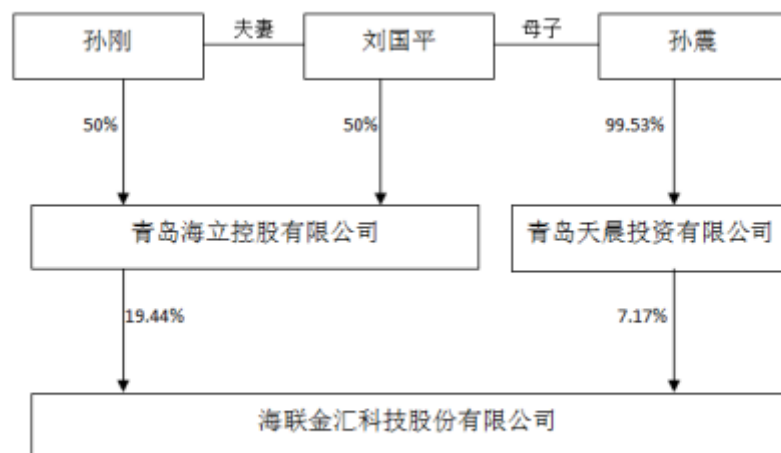 孙刚
夫妻
刘国平
母子
孙震
50%
50%
99.53%
青岛海立控股有限公司
青岛天晨投资有限公司
19.44%
7.17%
海联金汇科技股份有限公司